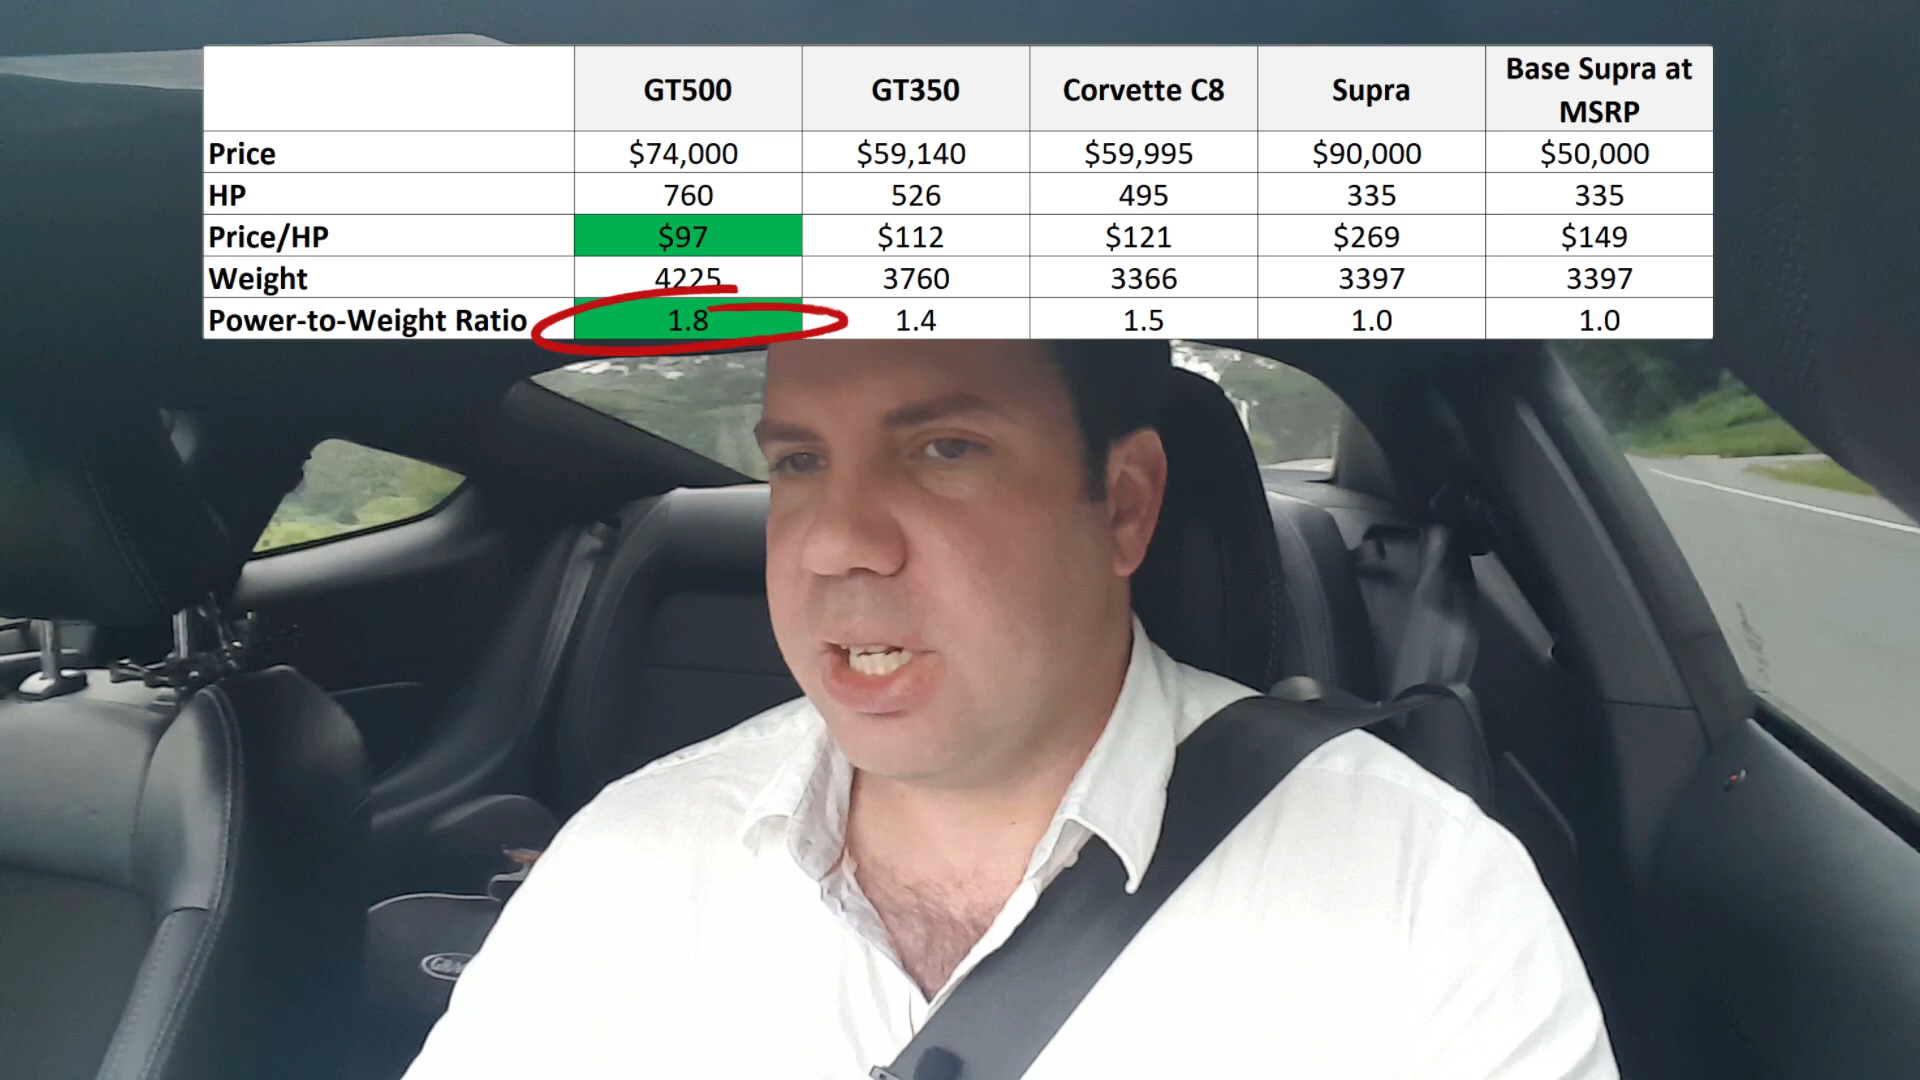 GT500 GT350 Corvette C8 Supra Base Supra at
MSRP
Price $74,000 $59,140 $59,995 $90,000 $50,000
HP 760 526 495 335 335
Price/HP $97 $112 $121 $269 $149
Weight 4225 3760 3366 3397 3397
Power-to-Weight Ratio 1.8 1.4 1.5 1.0 1.0